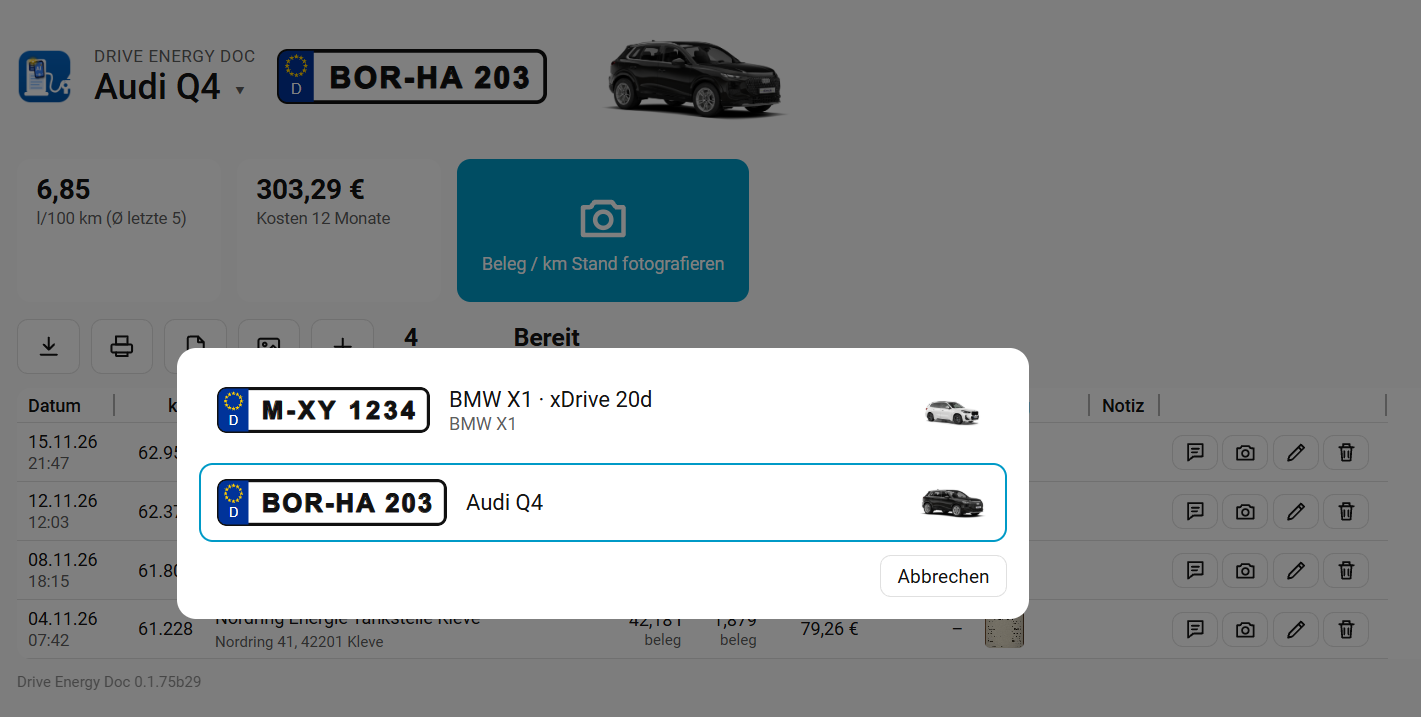 DRIVE ENERGY DOC
Audi Q4 ▾
D BOR-HA 203
6,85
l/100 km (Ø letzte 5)
303,29 €
Kosten 12 Monate
Beleg / km Stand fotografieren
4
Bereit
Datum
Notiz
D M-XY 1234
BMW X1 · xDrive 20d
BMW X1
D BOR-HA 203
Audi Q4
Abbrechen
15.11.26
21:47
12.11.26
12:03
08.11.26
18:15
04.11.26
07:42
61.228
Nordring Energie Tankstelle Kleve
Nordring 41, 42201 Kleve
42,181
beleg
1,879
beleg
79,26 €
–
Drive Energy Doc 0.1.75b29